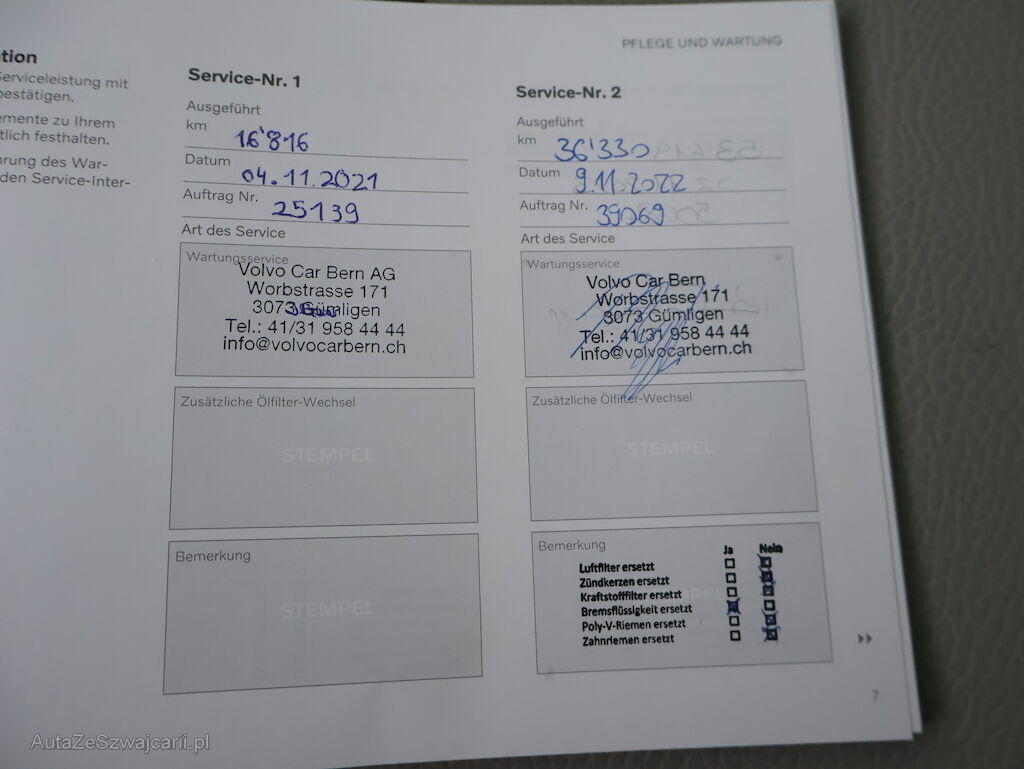 PFLEGE UND WARTUNG
tion
Serviceleistung mit
bestätigen.
emente zu Ihrem
tlich festhalten.
hrung des War-
den Service-Inter-
Service-Nr. 1
Ausgeführt
km 16'816
Datum 04.11.2021
Auftrag Nr. 25139
Art des Service
Wartungsservice
Volvo Car Bern AG
Worbstrasse 171
3073 Gümligen
Tel.: 41/31 958 44 44
info@volvocarbern.ch
Zusätzliche Ölfilter-Wechsel
STEMPEL
Bemerkung
STEMPEL
Service-Nr. 2
Ausgeführt
km 36'330
Datum 9.11.2022
Auftrag Nr. 39069
Art des Service
Wartungsservice
Volvo Car Bern
Worbstrasse 171
3073 Gümligen
Tel.: 41/31 958 44 44
info@volvocarbern.ch
Zusätzliche Ölfilter-Wechsel
STEMPEL
Bemerkung
Ja Nein
Luftfilter ersetzt
Zündkerzen ersetzt
Kraftstofffilter ersetzt
Bremsflüssigkeit ersetzt
Poly-V-Riemen ersetzt
Zahnriemen ersetzt
7
AutaZeSzwajcarii.pl